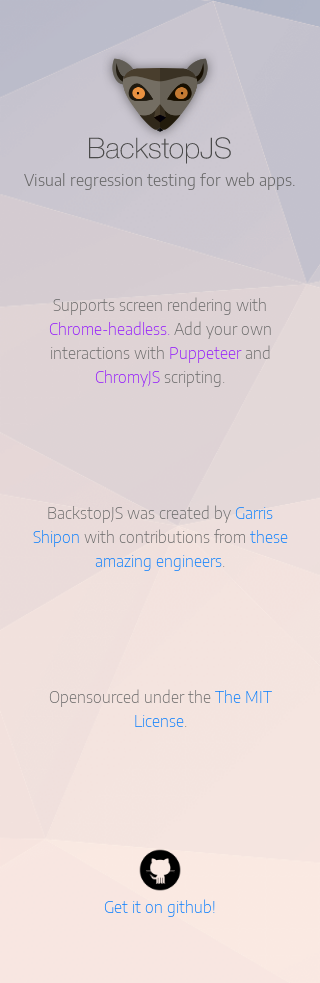 BackstopJS
Visual regression testing for web apps.
Supports screen rendering with
Chrome-headless. Add your own
interactions with Puppeteer and
ChromyJS scripting.
BackstopJS was created by Garris
Shipon with contributions from these
amazing engineers.
Opensourced under the The MIT
License.
Get it on github!